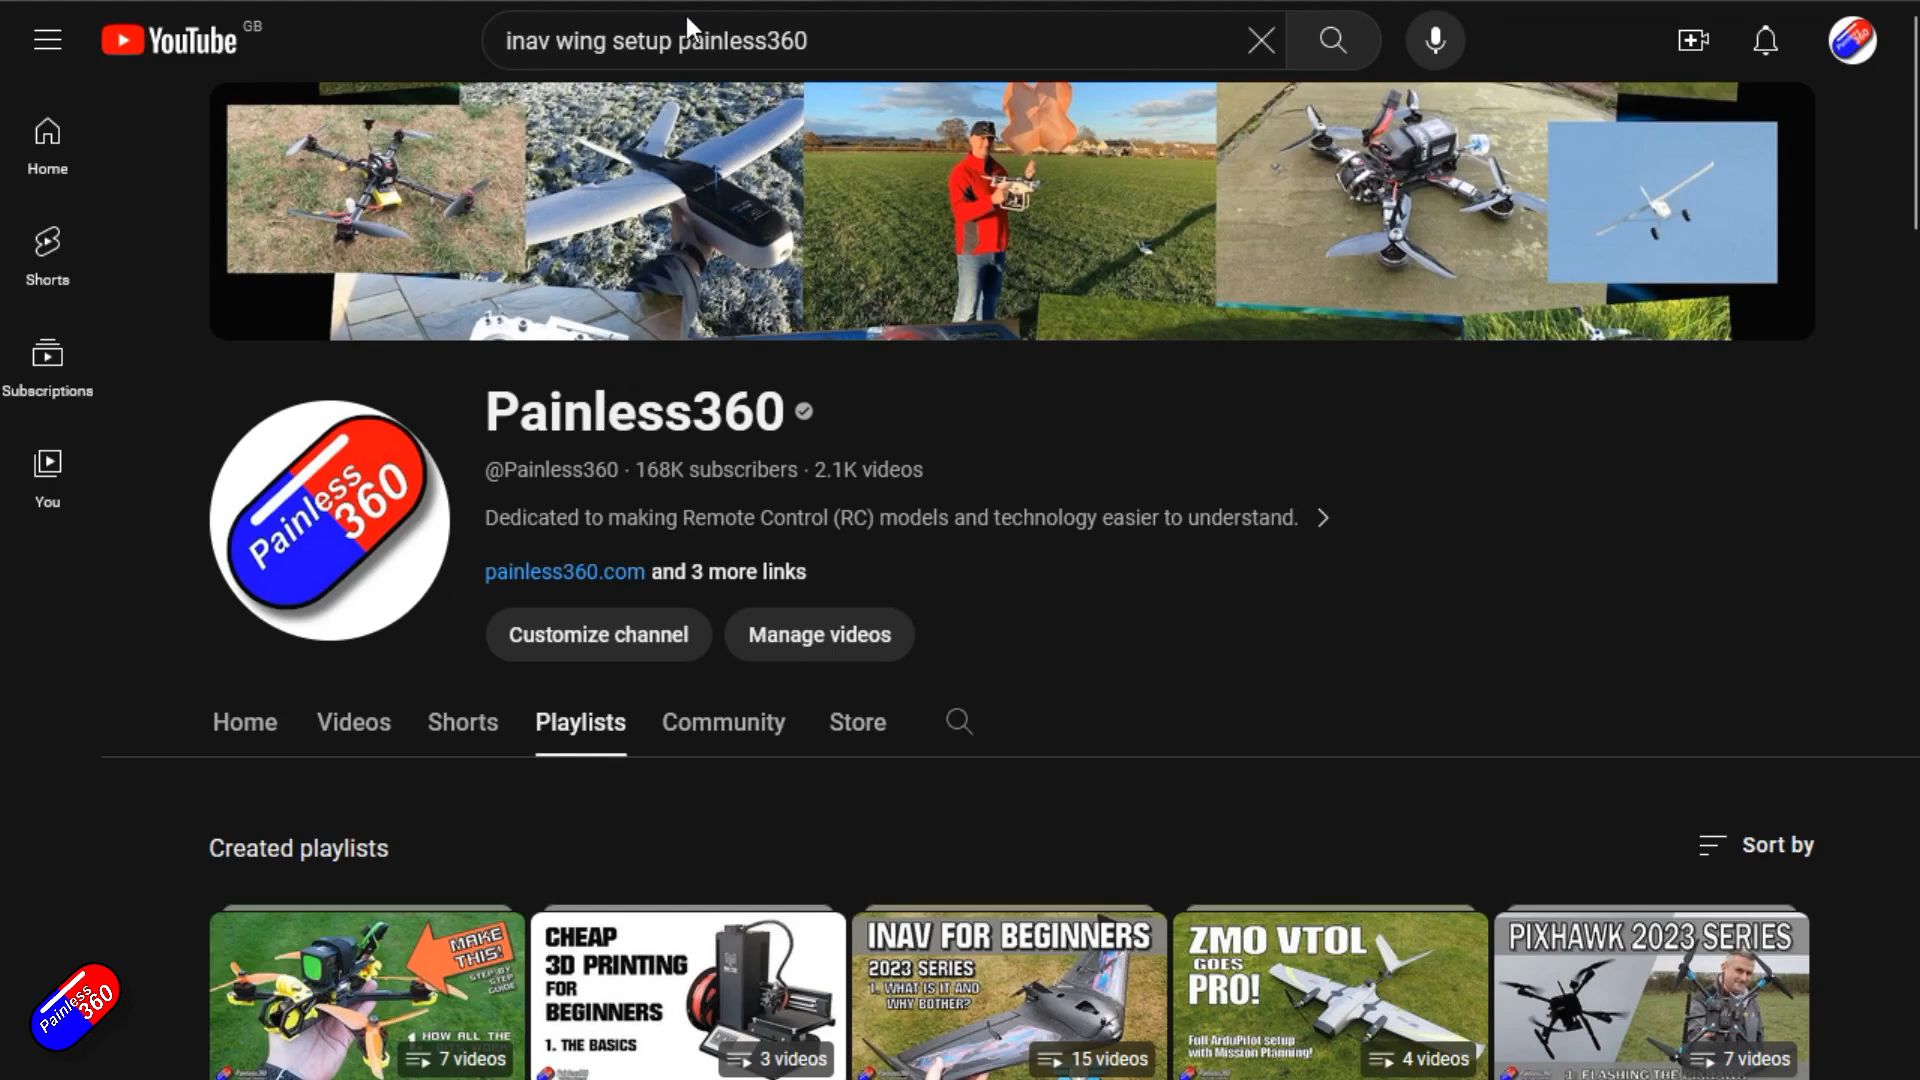 YouTube GB
inav wing setup painless360
Home
Shorts
Subscriptions
You
Painless360
Painless360
@Painless360 · 168K subscribers · 2.1K videos
Dedicated to making Remote Control (RC) models and technology easier to understand.
painless360.com and 3 more links
Customize channel
Manage videos
Home
Videos
Shorts
Playlists
Community
Store
Created playlists
Sort by
MAKE THIS!
STEP BY
STEP
GUIDE
1. HOW ALL THE
7 videos
CHEAP
3D PRINTING
FOR
BEGINNERS
1. THE BASICS
3 videos
INAV FOR BEGINNERS
2023 SERIES
1. WHAT IS IT AND
WHY BOTHER?
15 videos
ZMO VTOL
GOES
PRO!
Full ArduPilot setup
with Mission Planning!
4 videos
PIXHAWK 2023 SERIES
1. FLASHING THE
7 videos
Painless
360